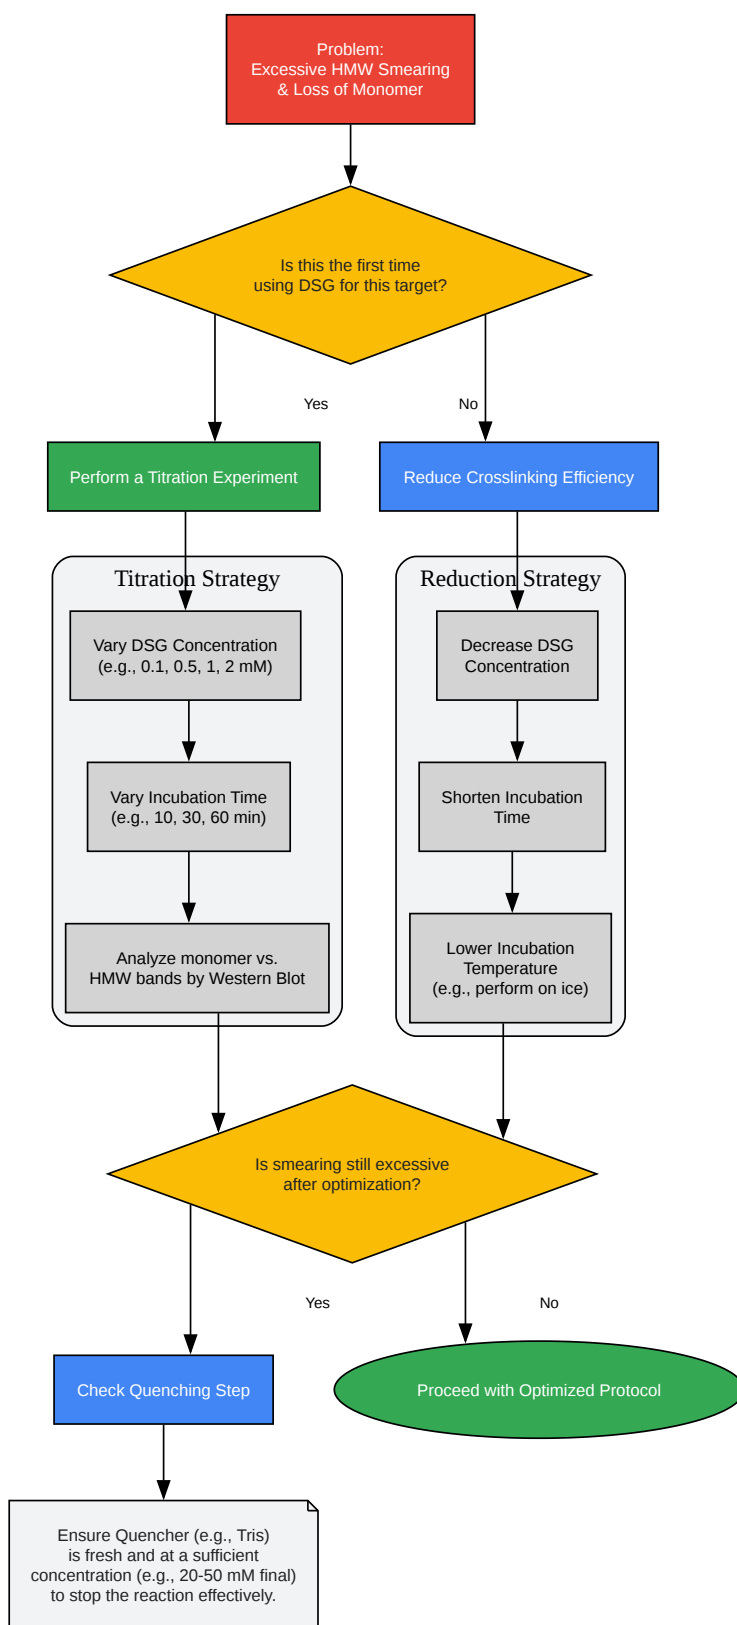 Problem:
Excessive HMW Smearing
& Loss of Monomer
Is this the first time
using DSG for this target?
Yes
No
Perform a Titration Experiment
Reduce Crosslinking Efficiency
Titration Strategy
Vary DSG Concentration
(e.g., 0.1, 0.5, 1, 2 mM)
Vary Incubation Time
(e.g., 10, 30, 60 min)
Analyze monomer vs.
HMW bands by Western Blot
Reduction Strategy
Decrease DSG
Concentration
Shorten Incubation
Time
Lower Incubation
Temperature
(e.g., perform on ice)
Is smearing still excessive
after optimization?
Yes
No
Check Quenching Step
Proceed with Optimized Protocol
Ensure Quencher (e.g., Tris)
is fresh and at a sufficient
concentration (e.g., 20-50 mM final)
to stop the reaction effectively.